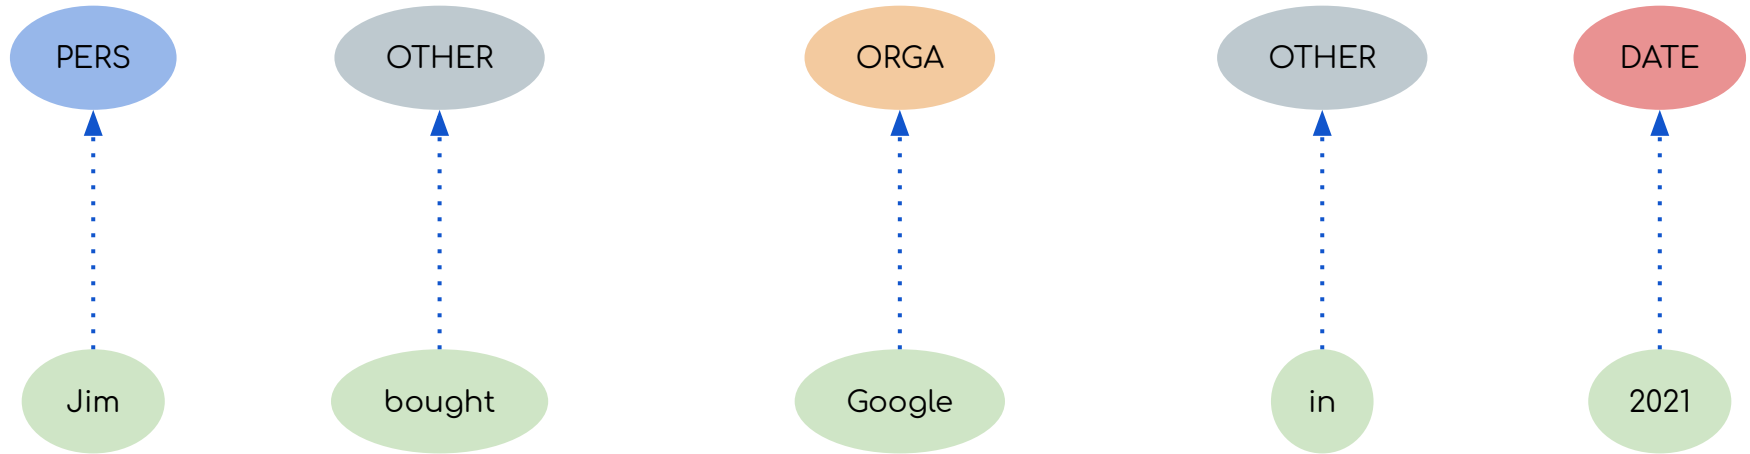 PERS OTHER ORGA OTHER DATE
Jim bought Google in 2021